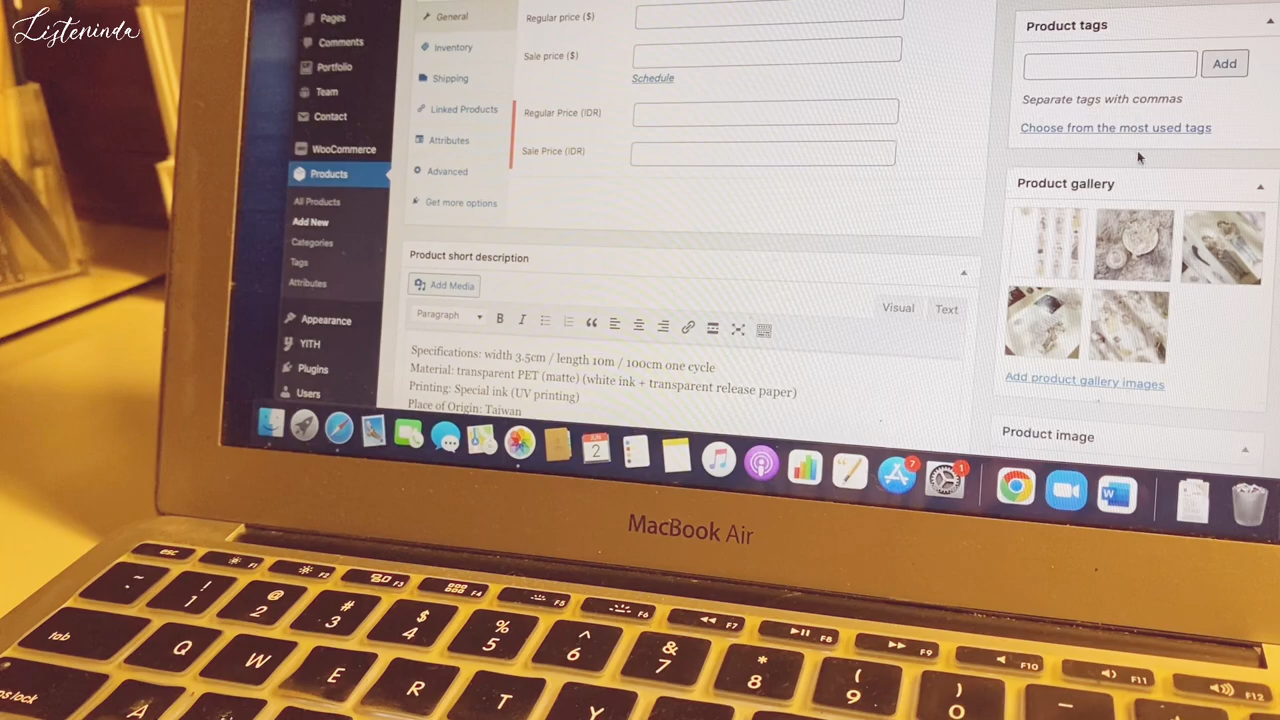 Listeninda
Pages
Comments
Portfolio
Team
Contact
WooCommerce
Products
All Products
Add New
Categories
Tags
Attributes
Appearance
YITH
Plugins
Users
General
Inventory
Shipping
Linked Products
Attributes
Advanced
Get more options
Regular price ($)
Sale price ($)
Schedule
Regular Price (IDR)
Sale Price (IDR)
Product short description
Add Media
Visual Text
Paragraph B I
Specifications: width 3.5cm / length 10m / 100cm one cycle
Material: transparent PET (matte) (white ink + transparent release paper)
Printing: Special ink (UV printing)
Place of Origin: Taiwan
Product tags
Add
Separate tags with commas
Choose from the most used tags
Product gallery
Add product gallery images
Product image
JUN
2
7
1
W
MacBook Air
esc F1 F2 F3 F4 F5 F6 F7 F8 F9 F10 F11 F12
~ ! @ # $ % ^ & * ( )
1 2 3 4 5 6 7 8 9 0
tab Q W E R T Y
ps lock A